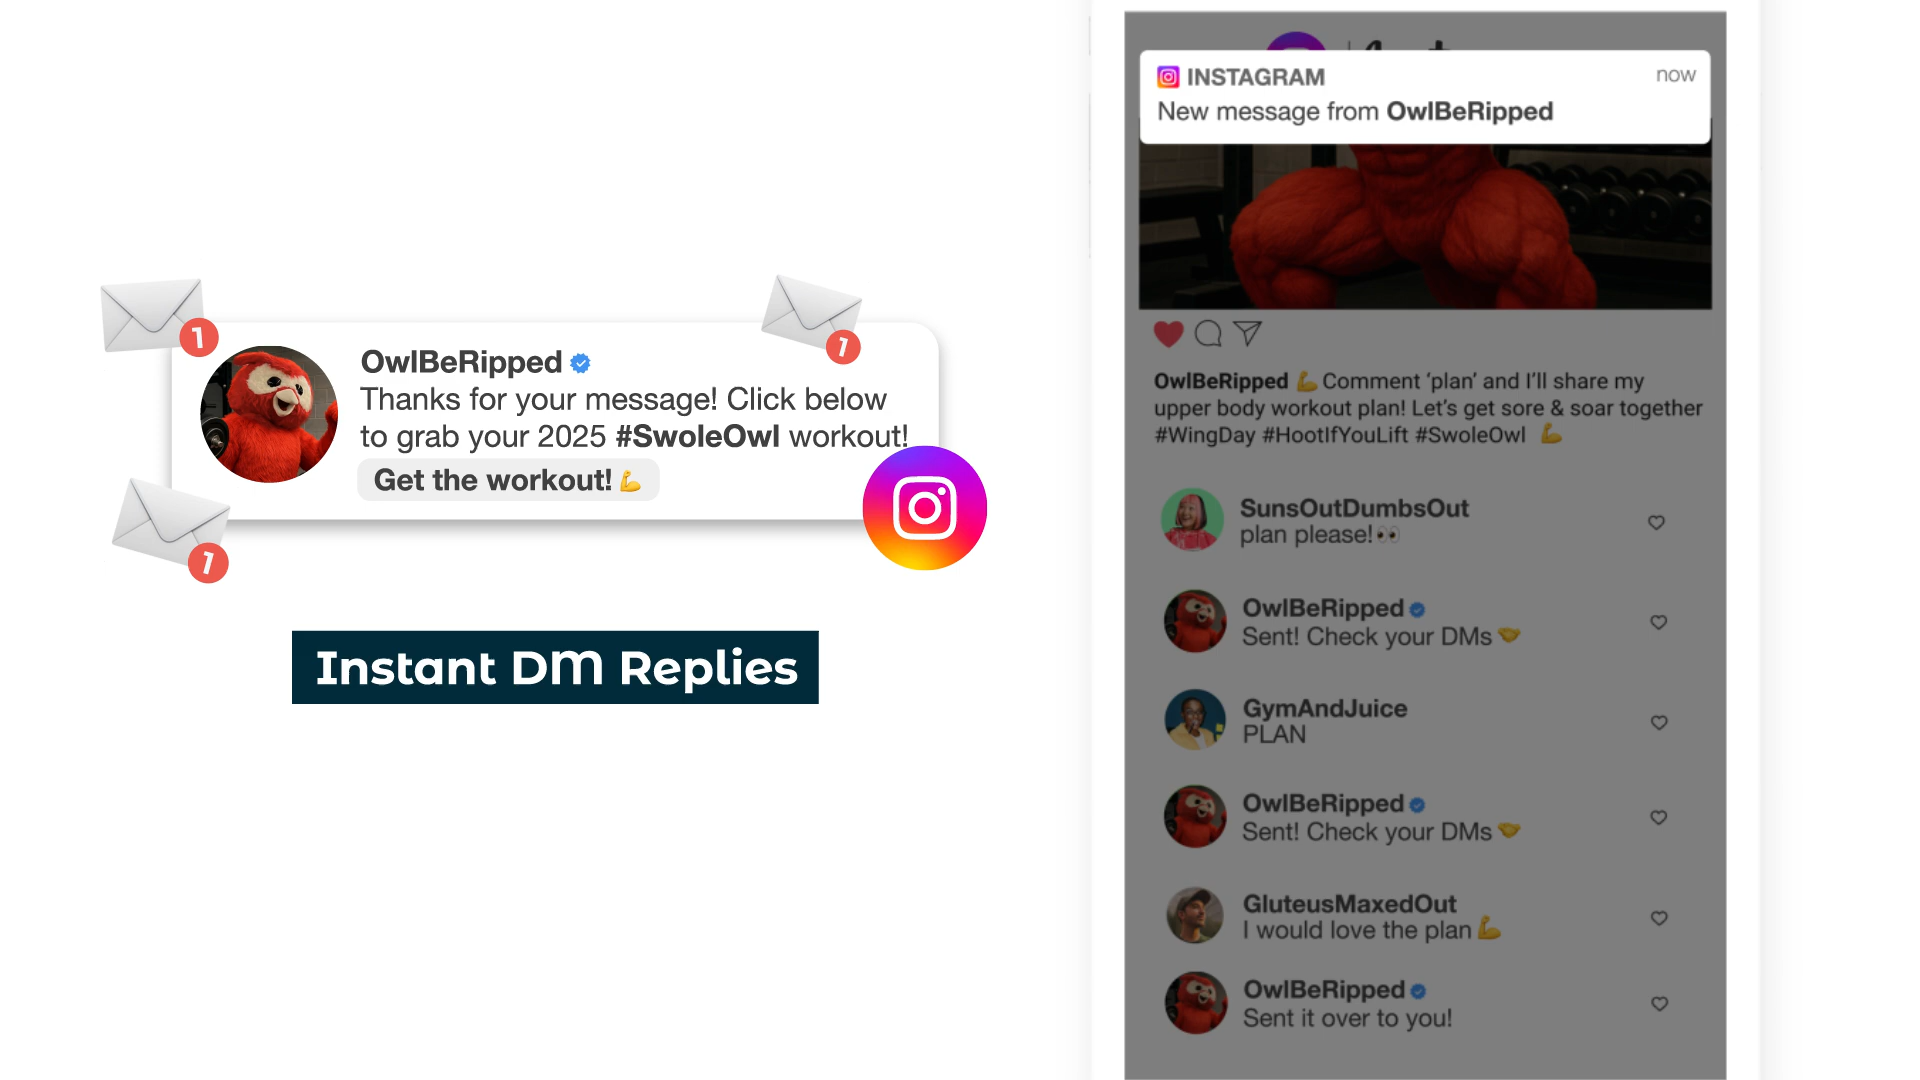 1
1
OwlBeRipped
Thanks for your message! Click below
to grab your 2025 #SwoleOwl workout!
Get the workout!💪
1
Instant DM Replies
INSTAGRAM
now
New message from OwlBeRipped
OwlBeRipped 💪 Comment ‘plan’ and I’ll share my
upper body workout plan! Let’s get sore & soar together
#WingDay #HootIfYouLift #SwoleOwl 💪
SunsOutDumbsOut
plan please!👀
OwlBeRipped
Sent! Check your DMs🤝
GymAndJuice
PLAN
OwlBeRipped
Sent! Check your DMs🤝
GluteusMaxedOut
I would love the plan💪
OwlBeRipped
Sent it over to you!